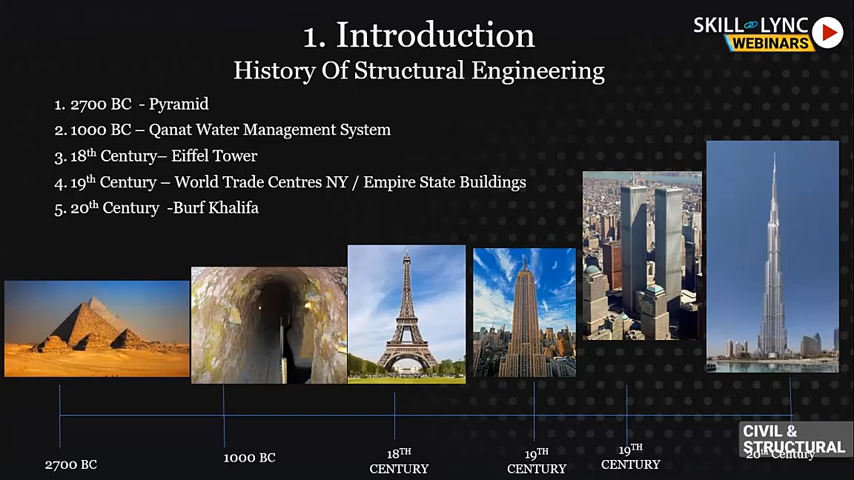 1. Introduction
SKILL LYNC
WEBINARS
History Of Structural Engineering
1. 2700 BC - Pyramid
2. 1000 BC – Qanat Water Management System
3. 18th Century– Eiffel Tower
4. 19th Century – World Trade Centres NY / Empire State Buildings
5. 20th Century -Burf Khalifa
2700 BC
1000 BC
18TH
CENTURY
19TH
CENTURY
19TH
CENTURY
CIVIL &
STRUCTURAL
20th Century